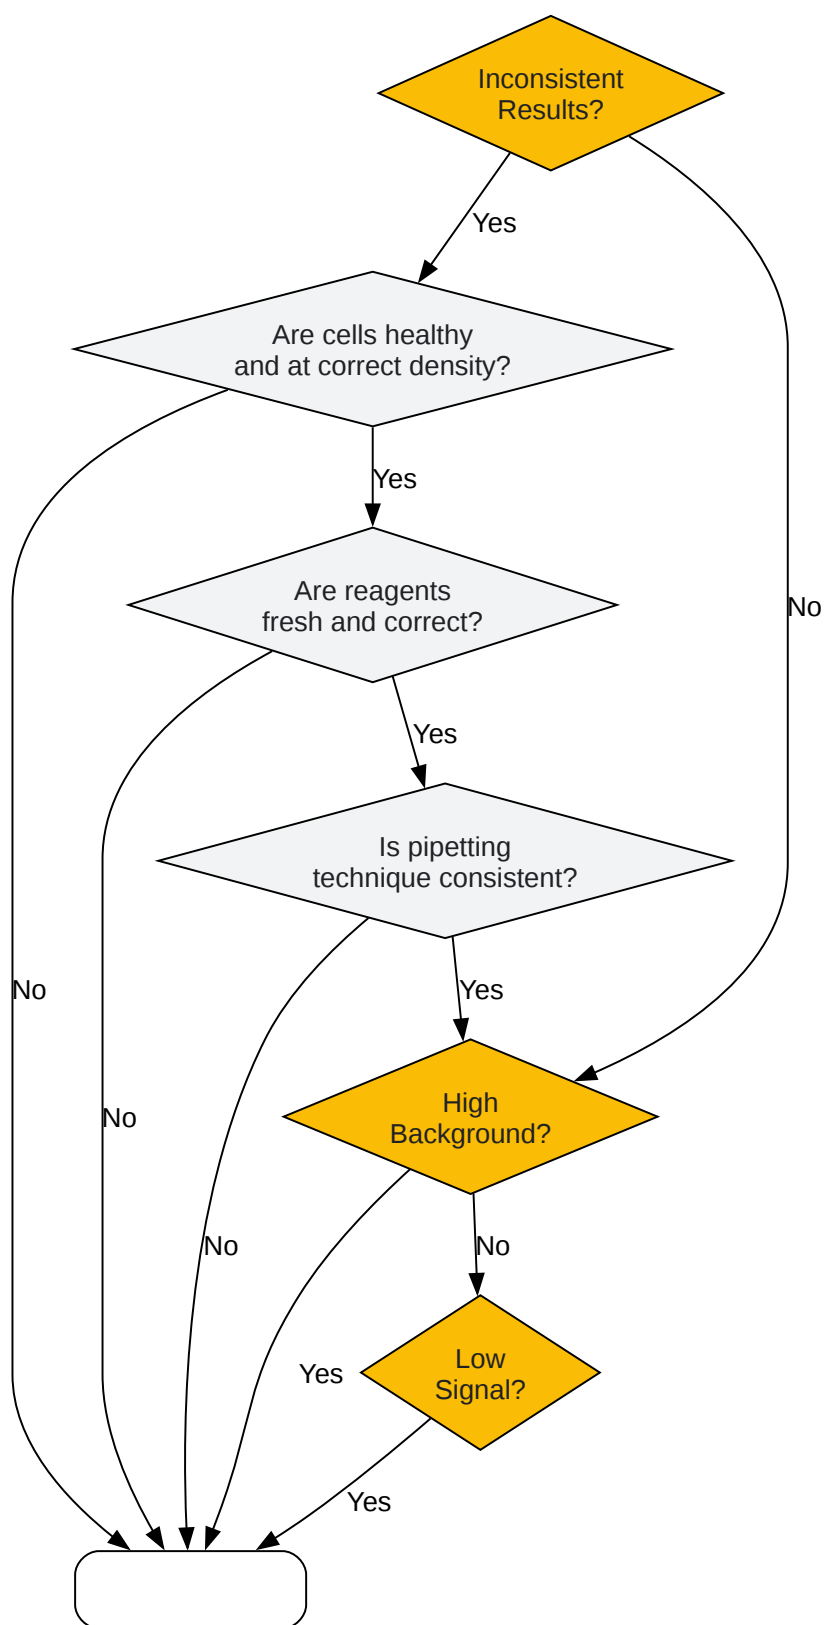 Inconsistent
Results?
Yes
Are cells healthy
and at correct density?
Yes
Are reagents
fresh and correct?
No
Yes
Is pipetting
technique consistent?
No
Yes
High
Background?
No
No
No
Low
Signal?
Yes
Yes